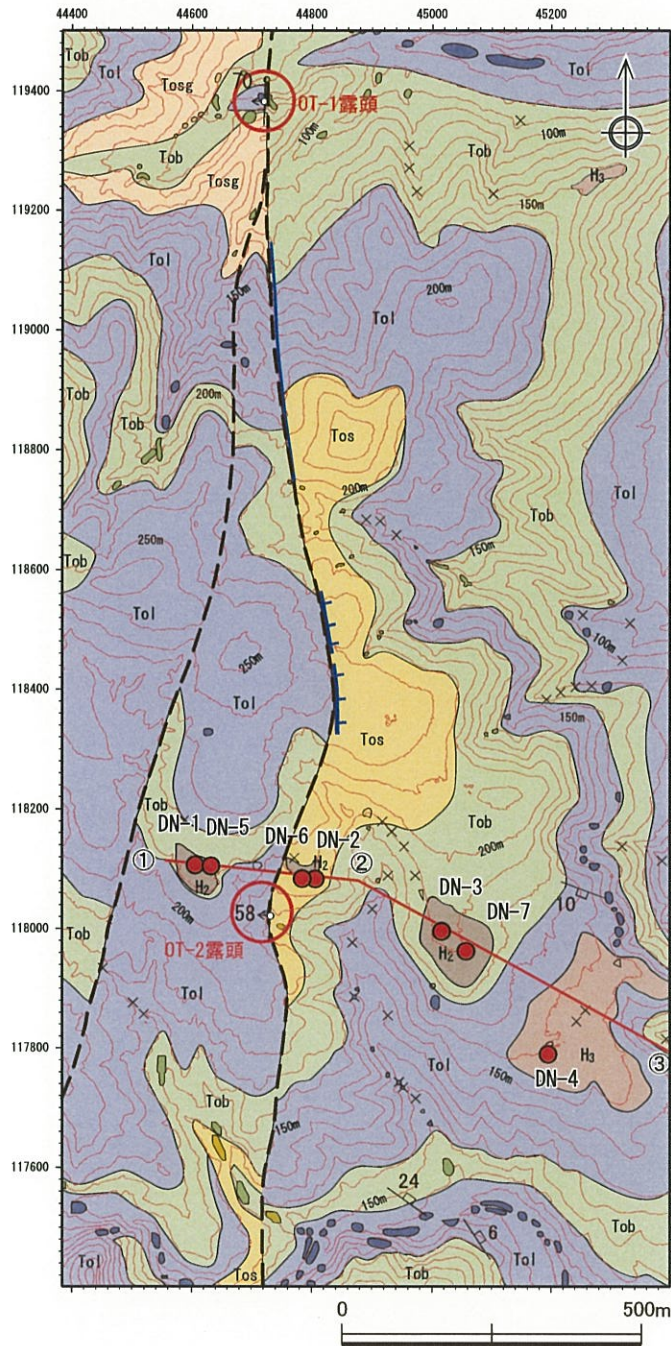 44400 44600 44800 45000 45200
119400
119200
119000
118800
118600
118400
118200
118000
117800
117600
Tob
Tol
Tosg
70
OT-1露頭
100m
Tob
100m
Tol
Tob
Tosg
150m
H3
Tol
150m
200m
Tol
Tob
200m
Tob
Tos
200m
Tob
Tol
250m
150m
Tob
250m
Tol
100m
Tos
150m
Tob
DN-1 DN-5
DN-6 DN-2
①
H2
H2
②
Tob
200m
200m
DN-3
DN-7
58
H2
10
OT-2露頭
Tob
Tol
Tol
H3
150m
DN-4
③
Tob
150m
24
150m
6
Tob
Tol
Tos
Tob
Tol
0 500m